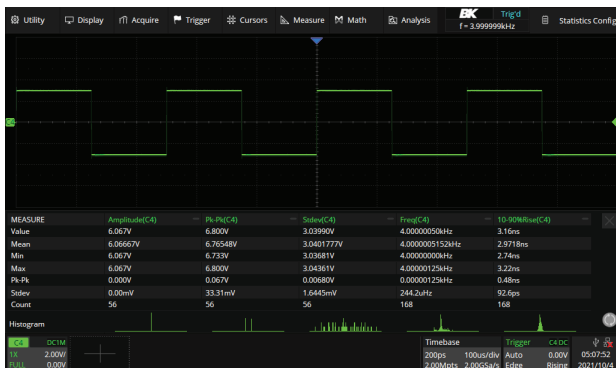 Utility Display Acquire Trigger Cursors Measure Math Analysis BK Trig'd Statistics Config
f = 3.999999kHz
C4
MEASURE Amplitude(C4) Pk-Pk(C4) Stdev(C4) Freq(C4) 10-90%Rise(C4)
Value 6.067V 6.800V 3.03990V 4.00000050kHz 3.16ns
Mean 6.06667V 6.76548V 3.0401777V 4.0000005152kHz 2.9718ns
Min 6.067V 6.733V 3.03681V 4.00000000kHz 2.74ns
Max 6.067V 6.800V 3.04361V 4.00000125kHz 3.22ns
Pk-Pk 0.000V 0.067V 0.00680V 0.00000125kHz 0.48ns
Stdev 0.00mV 33.31mV 1.6445mV 244.2uHz 92.6ps
Count 56 56 56 168 168
Histogram
C4 DC1M Timebase Trigger C4 DC
1X 2.00V/ 200ps 100us/div Auto 0.00V 05:07:52
FULL 0.00V 2.00Mpts 2.00GSa/s Edge Rising 2021/10/4